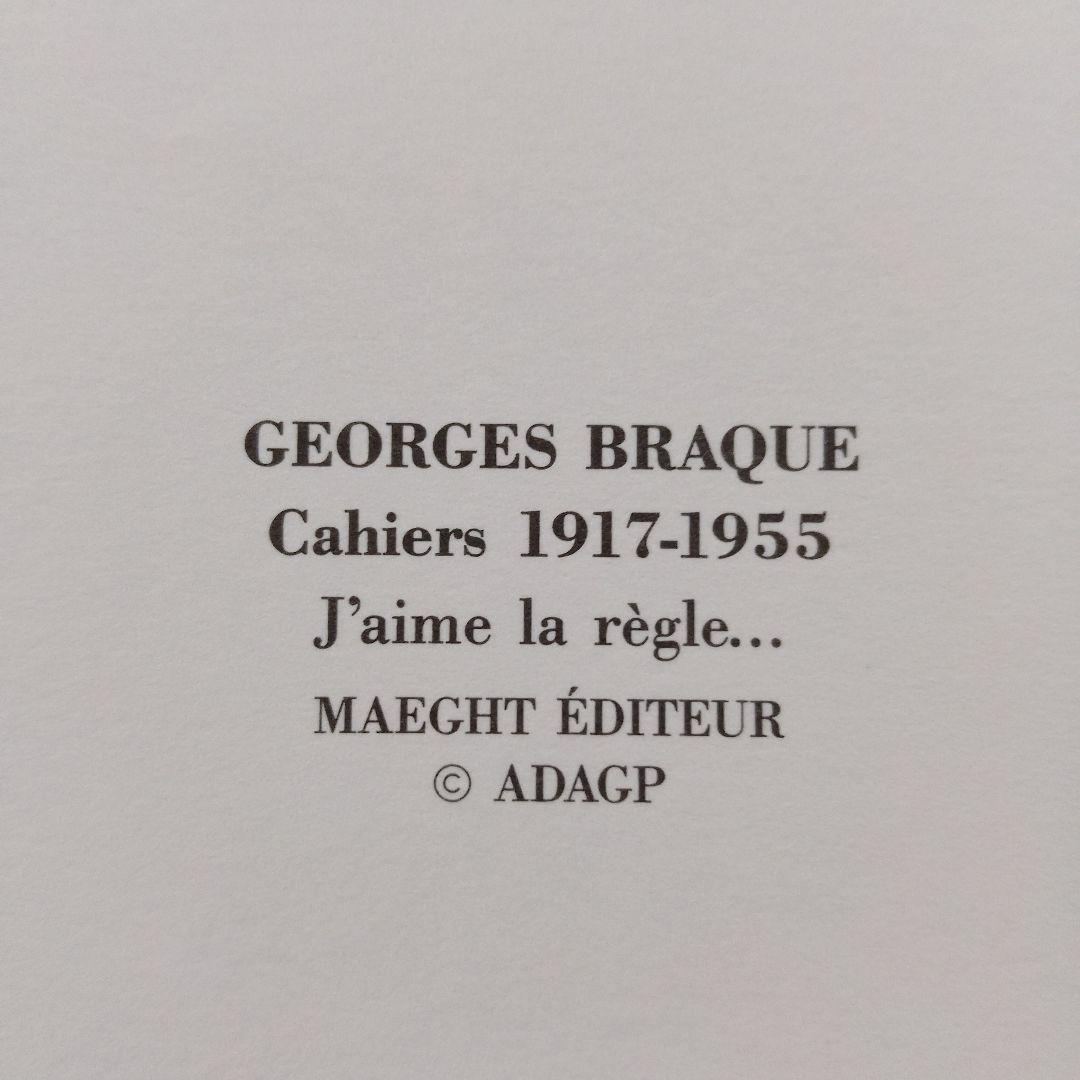 GEORGES BRAQUE
Cahiers 1917-1955
J’aime la règle...
MAEGHT ÉDITEUR
© ADAGP